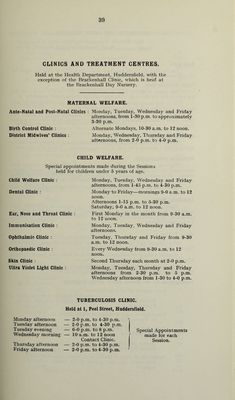 39
CLINICS AND TREATMENT CENTRES.
Held at the Health Department, Huddersfield, with the
exception of the Brackenhall Clinic, which is held at
the Brackenhall Day Nursery.
MATERNAL WELFARE.
Ante-Natal and Post-Natal Clinics : Monday, Tuesday, Wednesday and Friday
afternoons, from 1-30 p.m. to approximately
3-30 p.m.
Birth Control Clinic : Alternate Mondays, 10-30 a.m. to 12 noon.
District Midwives' Clinics : Monday, Wednesday, Thursday and Friday
afternoons, from 2-0 p.m. to 4-0 p.m.
CHILD WELFARE.
Special appointments made during the Sessions
held for children under 5 years of age.
Child Welfare Clinic : Monday, Tuesday, Wednesday and Friday
afternoons, from 1-45 p.m. to 4-30 p.m.
Dental Clinic : Monday to Friday—mornings 9-0 a.m. to 12
noon.
Afternoons 1-15 p.m. to 5-30 p.m.
Saturday, 9-0 a.m. to 12 noon.
Ear, Nose and Throat Clinic : First Monday in the month from 9-30 a.m.
to 12 noon.
Immunisation Clinic : Monday, Tuesday, Wednesday and Friday
afternoons.
Ophthalmic Clinic : Tuesday, Thursday and Friday from 9-30
a.m. to 12 noon.
Orthopaedic Clinic : Every Wednesday from 9-30 a.m. to 12
noon.
Skin Clinic : Second Thursday each month at 2-0 p.m.
Ultra Violet Light Clinic : Monday, Tuesday, Thursday and Friday
afternoons from 2-30 p.m. to 5 p.m.
Wednesday afternoon from 1-30 to 4-0 p.m.
TUBERCULOSIS CLINIC.
Held at 1, Peel Street, Huddersfield.
Monday afternoon — 2-0 p.m. to 4-30 p.m.
Tuesday afternoon — 2-0 p.m. to 4-30 p.m.
Tuesday evening — 6-0 p.m. to 8 p.m. Special Appointments
Wednesday morning — 10 a.m. to 12 noon made for each
Contact Clinic. Session.
Thursday afternoon — 2-0 p.m. to 4-30 p.m.
Friday afternoon — 2-0 p.m. to 4-30 p.m.